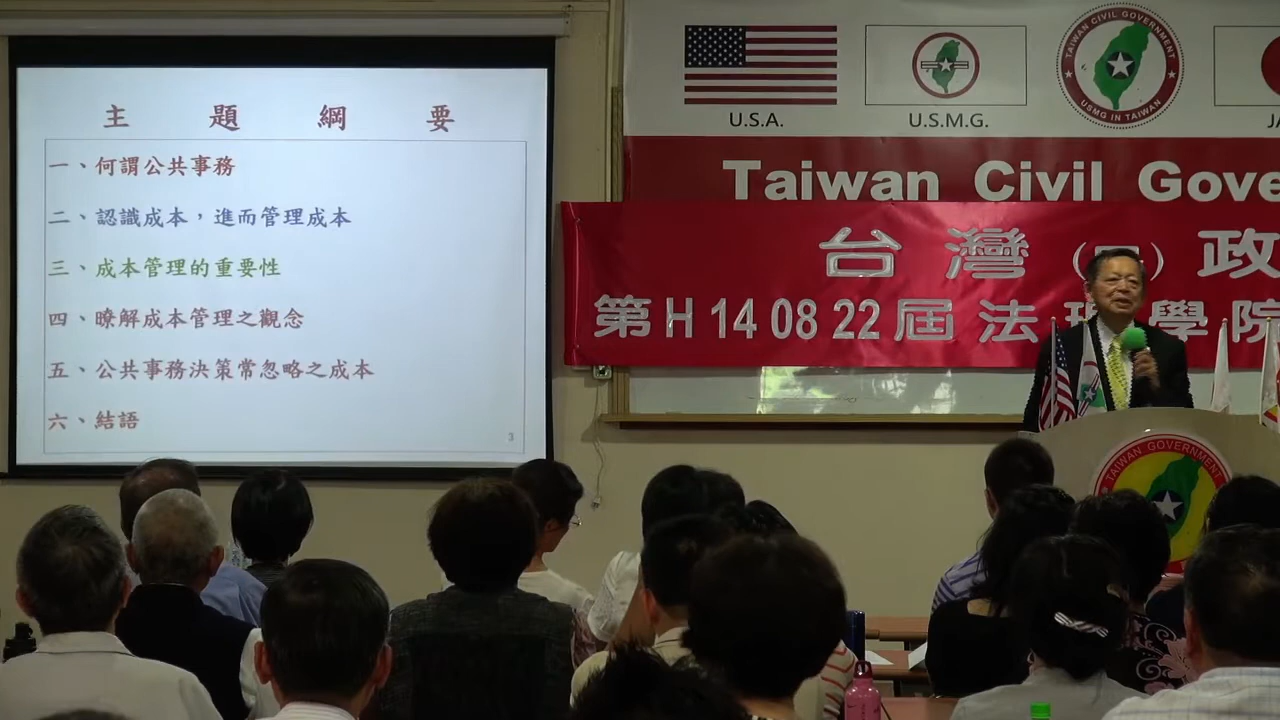 主題綱要
一、何謂公共事務
二、認識成本，進而管理成本
三、成本管理的重要性
四、瞭解成本管理之觀念
五、公共事務決策常忽略之成本
六、結語
3
U.S.A.
U.S.M.G.
TAIWAN CIVIL GOVERNMENT
USMG IN TAIWAN
JA
Taiwan Civil Gove
台灣 政
第H 14 08 22屆法理學院
TAIWAN GOVERNMENT